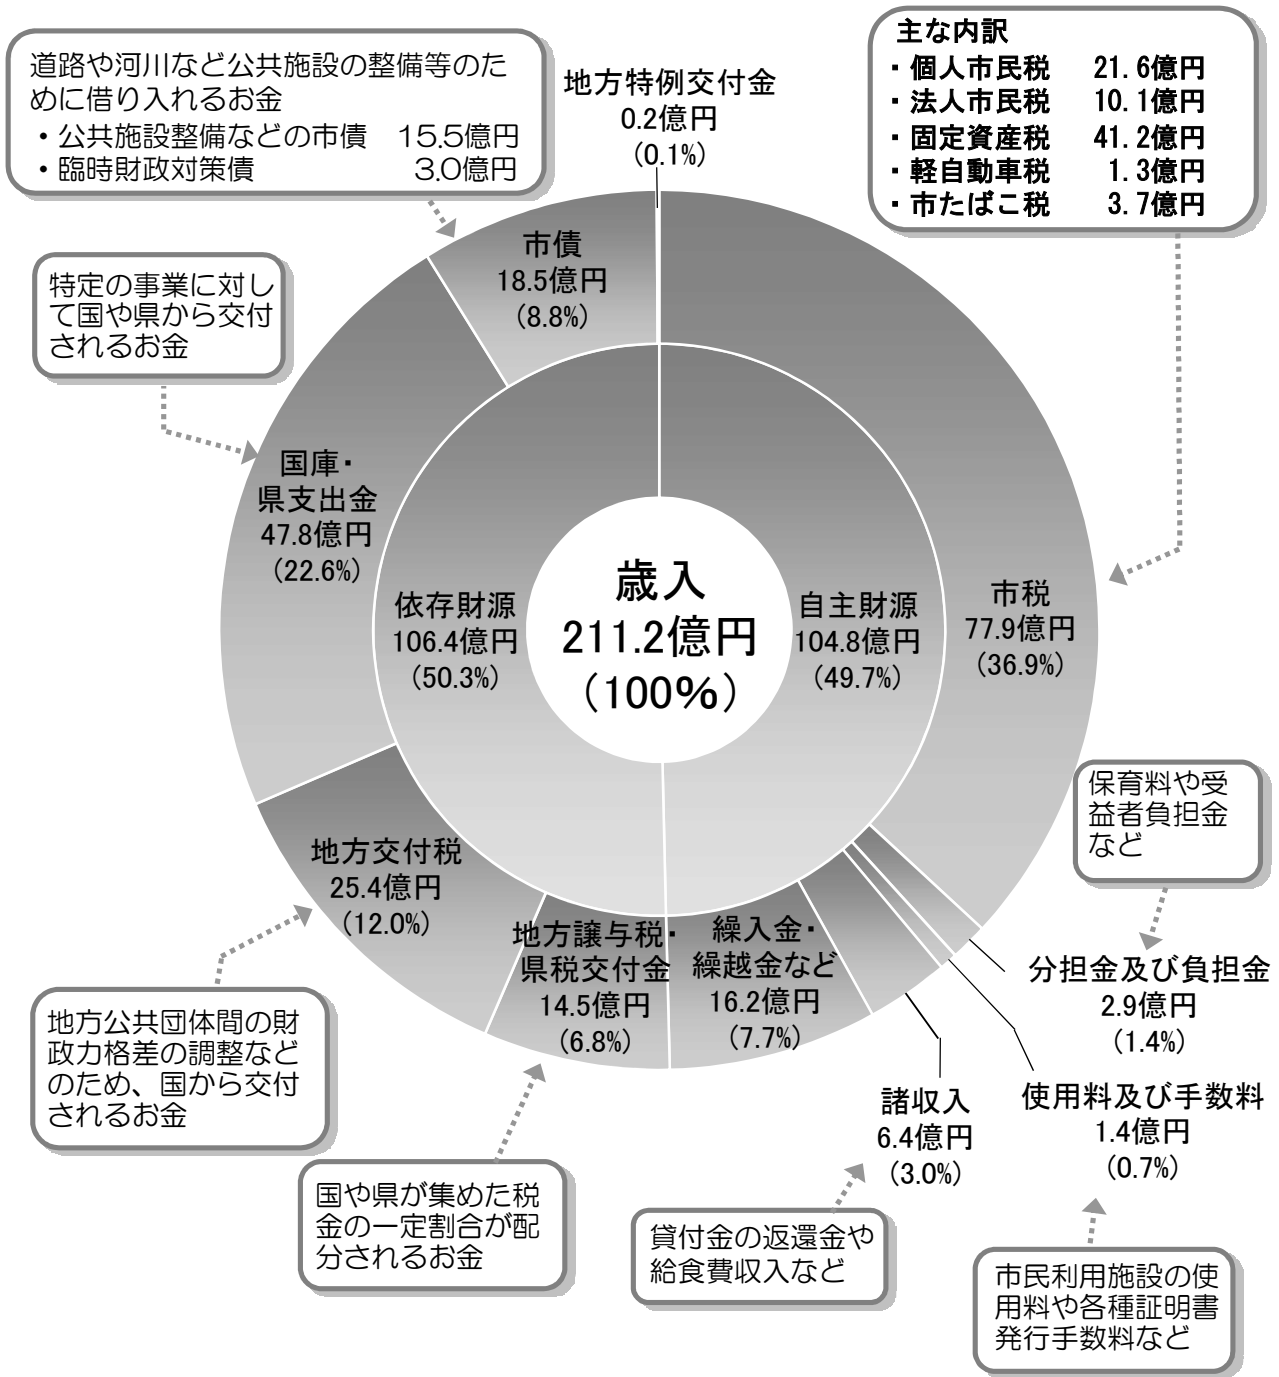 道路や河川など公共施設の整備等のた
めに借り入れるお金
・公共施設整備などの市債　15.5億円
・臨時財政対策債　3.0億円
地方特例交付金
0.2億円
(0.1%)
主な内訳
・個人市民税　21.6億円
・法人市民税　10.1億円
・固定資産税　41.2億円
・軽自動車税　1.3億円
・市たばこ税　3.7億円
市債
18.5億円
(8.8%)
特定の事業に対し
て国や県から交付
されるお金
国庫・
県支出金
47.8億円
(22.6%)
依存財源
106.4億円
(50.3%)
歳入
211.2億円
(100%)
自主財源
104.8億円
(49.7%)
市税
77.9億円
(36.9%)
保育料や受
益者負担金
など
地方交付税
25.4億円
(12.0%)
地方譲与税・
県税交付金
14.5億円
(6.8%)
繰入金・
繰越金など
16.2億円
(7.7%)
分担金及び負担金
2.9億円
(1.4%)
地方公共団体間の財
政力格差の調整など
のため、国から交付
されるお金
諸収入
6.4億円
(3.0%)
使用料及び手数料
1.4億円
(0.7%)
国や県が集めた税
金の一定割合が配
分されるお金
貸付金の返還金や
給食費収入など
市民利用施設の使
用料や各種証明書
発行手数料など